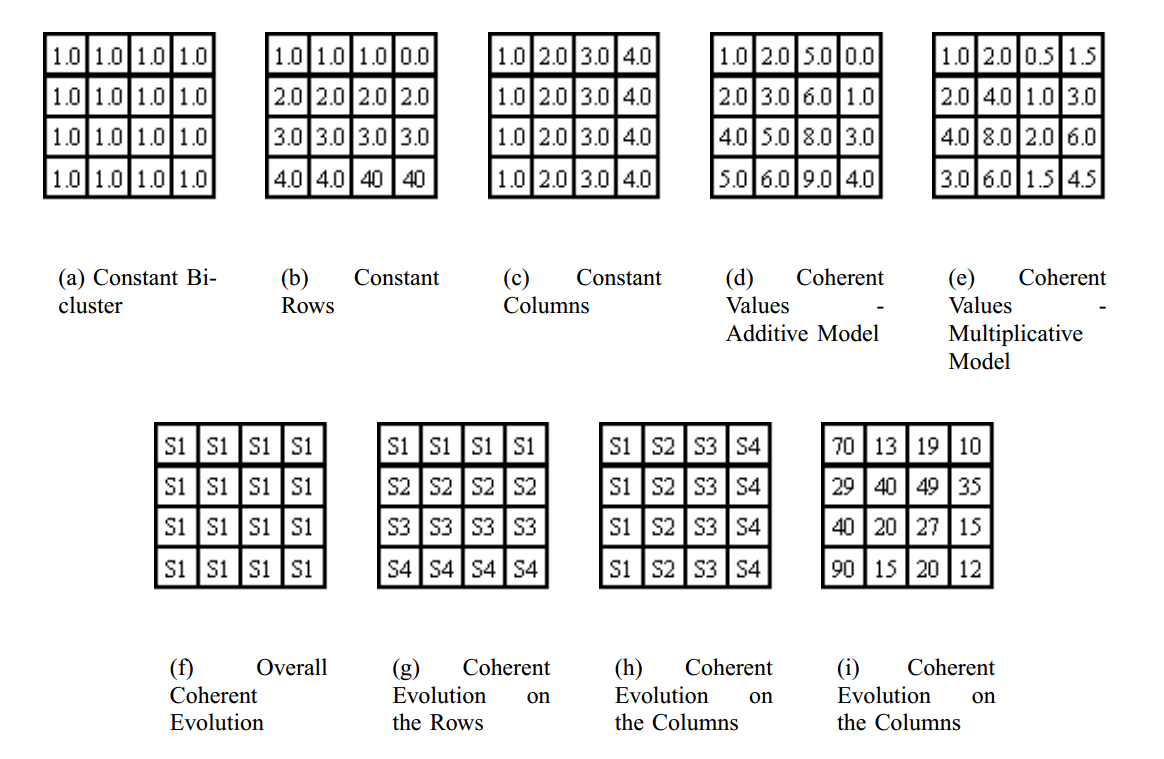 1.0 1.0 1.0 1.0
1.0 1.0 1.0 1.0
1.0 1.0 1.0 1.0
1.0 1.0 1.0 1.0
(a) Constant Bi-
cluster
1.0 1.0 1.0 0.0
2.0 2.0 2.0 2.0
3.0 3.0 3.0 3.0
4.0 4.0 40 40
(b) Constant
Rows
1.0 2.0 3.0 4.0
1.0 2.0 3.0 4.0
1.0 2.0 3.0 4.0
1.0 2.0 3.0 4.0
(c) Constant
Columns
1.0 2.0 5.0 0.0
2.0 3.0 6.0 1.0
4.0 5.0 8.0 3.0
5.0 6.0 9.0 4.0
(d) Coherent
Values -
Additive Model
1.0 2.0 0.5 1.5
2.0 4.0 1.0 3.0
4.0 8.0 2.0 6.0
3.0 6.0 1.5 4.5
(e) Coherent
Values -
Multiplicative
Model
S1 S1 S1 S1
S1 S1 S1 S1
S1 S1 S1 S1
S1 S1 S1 S1
(f) Overall
Coherent
Evolution
S1 S1 S1 S1
S2 S2 S2 S2
S3 S3 S3 S3
S4 S4 S4 S4
(g) Coherent
Evolution on
the Rows
S1 S2 S3 S4
S1 S2 S3 S4
S1 S2 S3 S4
S1 S2 S3 S4
(h) Coherent
Evolution on
the Columns
70 13 19 10
29 40 49 35
40 20 27 15
90 15 20 12
(i) Coherent
Evolution on
the Columns